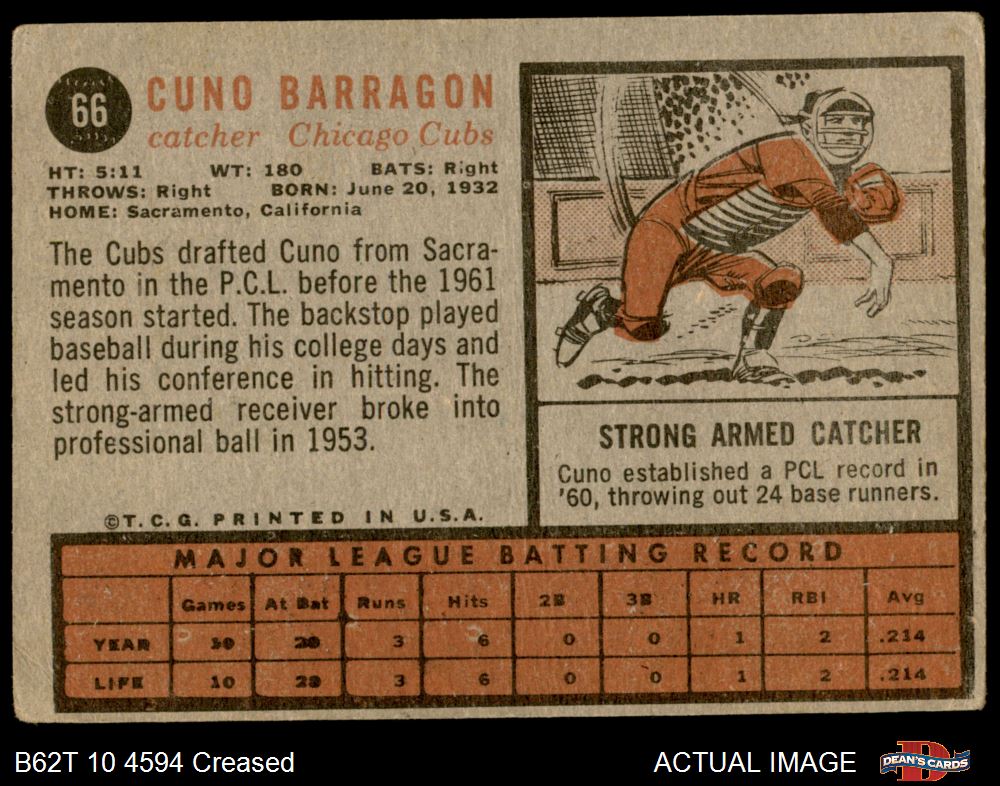 66
CUNO BARRAGON
catcher Chicago Cubs
HT: 5:11 WT: 180 BATS: Right
THROWS: Right BORN: June 20, 1932
HOME: Sacramento, California
The Cubs drafted Cuno from Sacra-
mento in the P.C.L. before the 1961
season started. The backstop played
baseball during his college days and
led his conference in hitting. The
strong-armed receiver broke into
professional ball in 1953.
©T. C. G. PRINTED IN U.S.A.
STRONG ARMED CATCHER
Cuno established a PCL record in
'60, throwing out 24 base runners.
MAJOR LEAGUE BATTING RECORD
Games At Bat Runs Hits 2B 3B HR RBI Avg
YEAR 10 28 3 6 0 0 1 2 .214
LIFE 10 28 3 6 0 0 1 2 .214
B62T 10 4594 Creased
ACTUAL IMAGE
D
DEAN'S CARDS